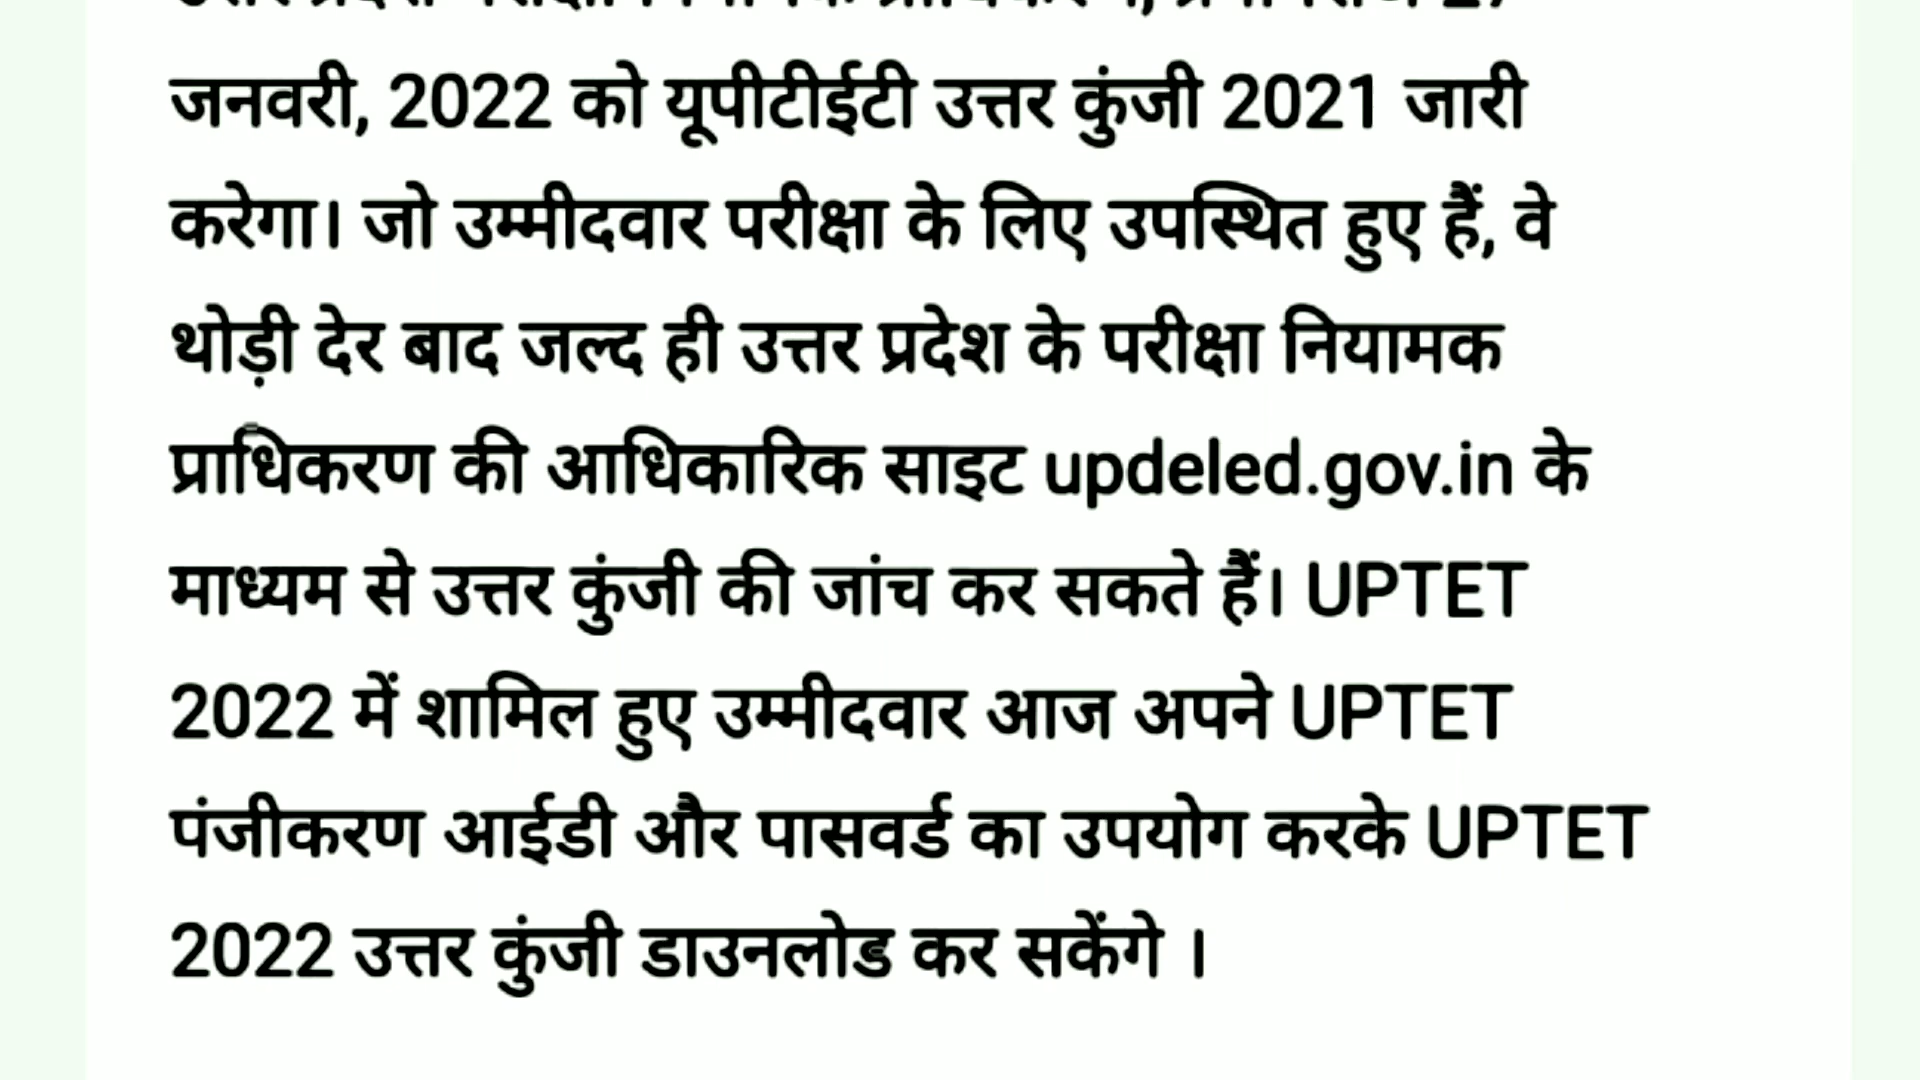 जनवरी, 2022 को यूपीटीईटी उत्तर कुंजी 2021 जारी
करेगा। जो उम्मीदवार परीक्षा के लिए उपस्थित हुए हैं, वे
थोड़ी देर बाद जल्द ही उत्तर प्रदेश के परीक्षा नियामक
प्राधिकरण की आधिकारिक साइट updeled.gov.in के
माध्यम से उत्तर कुंजी की जांच कर सकते हैं। UPTET
2022 में शामिल हुए उम्मीदवार आज अपने UPTET
पंजीकरण आईडी और पासवर्ड का उपयोग करके UPTET
2022 उत्तर कुंजी डाउनलोड कर सकेंगे ।